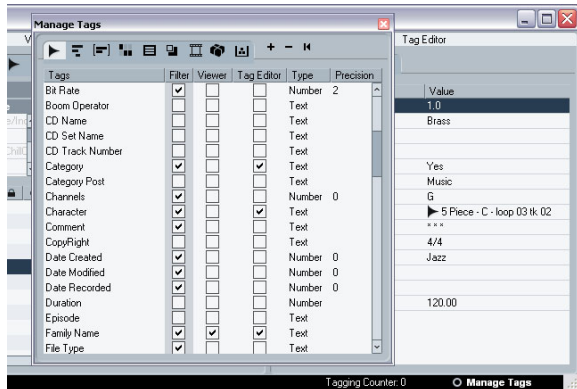 Manage Tags
Tag Editor
Tags Filter Viewer Tag Editor Type Precision
Bit Rate Number 2
Boom Operator Text
CD Name Text
CD Set Name Text
CD Track Number Text
Category Text
Category Post Text
Channels Number 0
Character Text
Comment Text
CopyRight Text
Date Created Number 0
Date Modified Number 0
Date Recorded Number 0
Duration Number
Episode Text
Family Name Text
File Type Text
Value
1.0
Brass
Yes
Music
G
5 Piece - C - loop 03 tk 02
***
4/4
Jazz
120.00
Tagging Counter: 0
Manage Tags